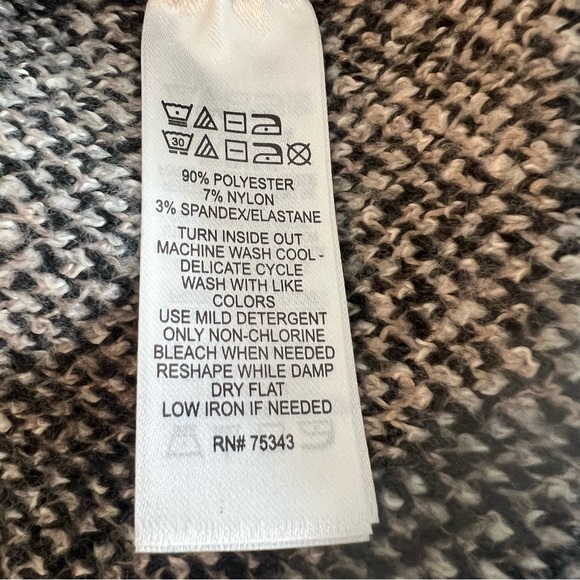 30
90% POLYESTER
7% NYLON
3% SPANDEX/ELASTANE
TURN INSIDE OUT
MACHINE WASH COOL -
DELICATE CYCLE
WASH WITH LIKE
COLORS
USE MILD DETERGENT
ONLY NON-CHLORINE
BLEACH WHEN NEEDED
RESHAPE WHILE DAMP
DRY FLAT
LOW IRON IF NEEDED
RN# 75343